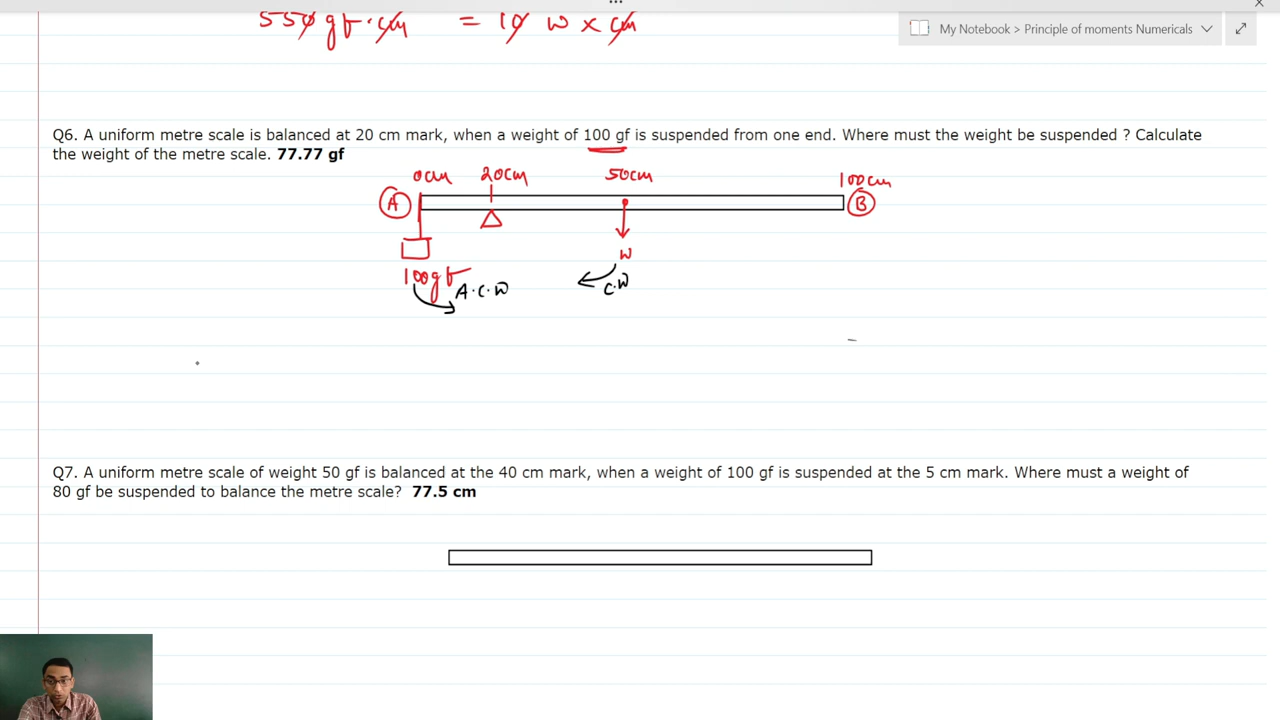 550 gf · cm = 10 w x cm
My Notebook > Principle of moments Numericals
Q6. A uniform metre scale is balanced at 20 cm mark, when a weight of 100 gf is suspended from one end. Where must the weight be suspended ? Calculate
the weight of the metre scale. 77.77 gf
0cm 20cm 50cm 100cm
A B
W
100gf A.C.W C.W
Q7. A uniform metre scale of weight 50 gf is balanced at the 40 cm mark, when a weight of 100 gf is suspended at the 5 cm mark. Where must a weight of
80 gf be suspended to balance the metre scale? 77.5 cm